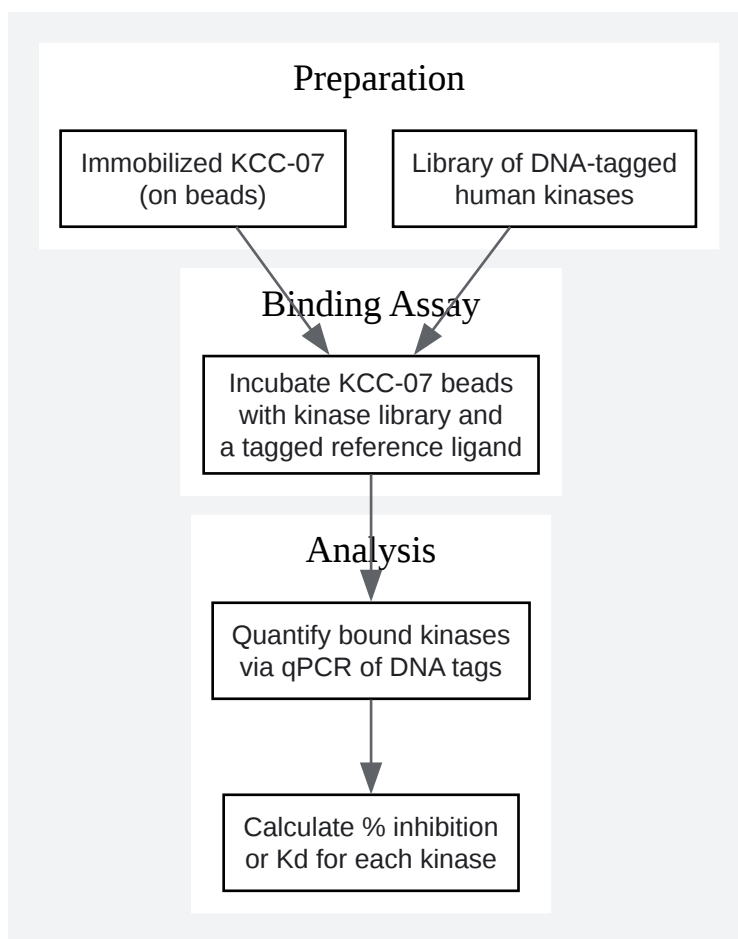 Preparation
Immobilized KCC-07
(on beads)
Library of DNA-tagged
human kinases
Binding Assay
Incubate KCC-07 beads
with kinase library and
a tagged reference ligand
Analysis
Quantify bound kinases
via qPCR of DNA tags
Calculate % inhibition
or Kd for each kinase